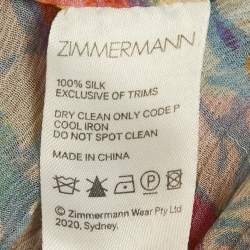 ZIMMERMANN
100% SILK
EXCLUSIVE OF TRIMS
DRY CLEAN ONLY CODE P
COOL IRON
DO NOT SPOT CLEAN
MADE IN CHINA
© Zimmermann Wear Pty Ltd
2020, Sydney.